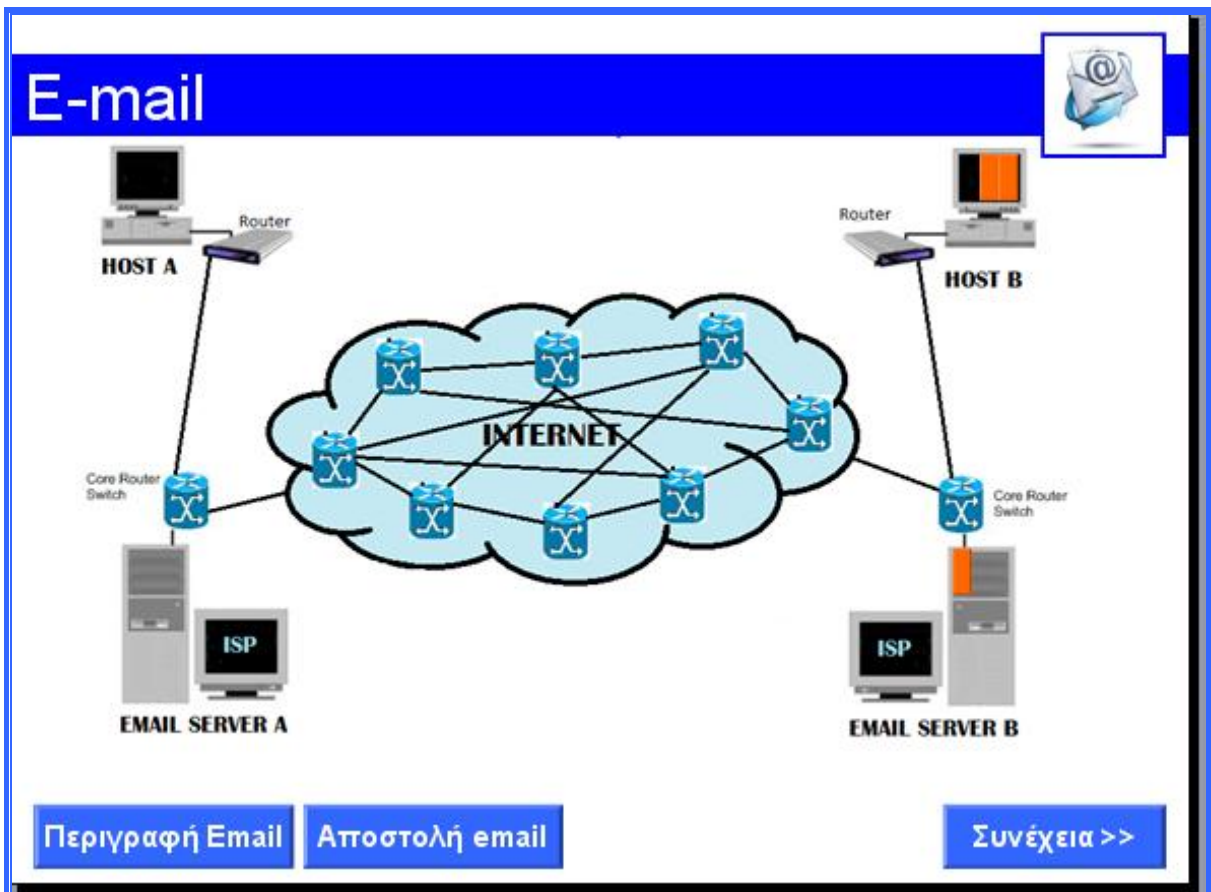 E-mail
Router
HOST A
Router
HOST B
INTERNET
Core Router
Switch
Core Router
Switch
ISP
EMAIL SERVER A
ISP
EMAIL SERVER B
Περιγραφή Email
Αποστολή email
Συνέχεια >>